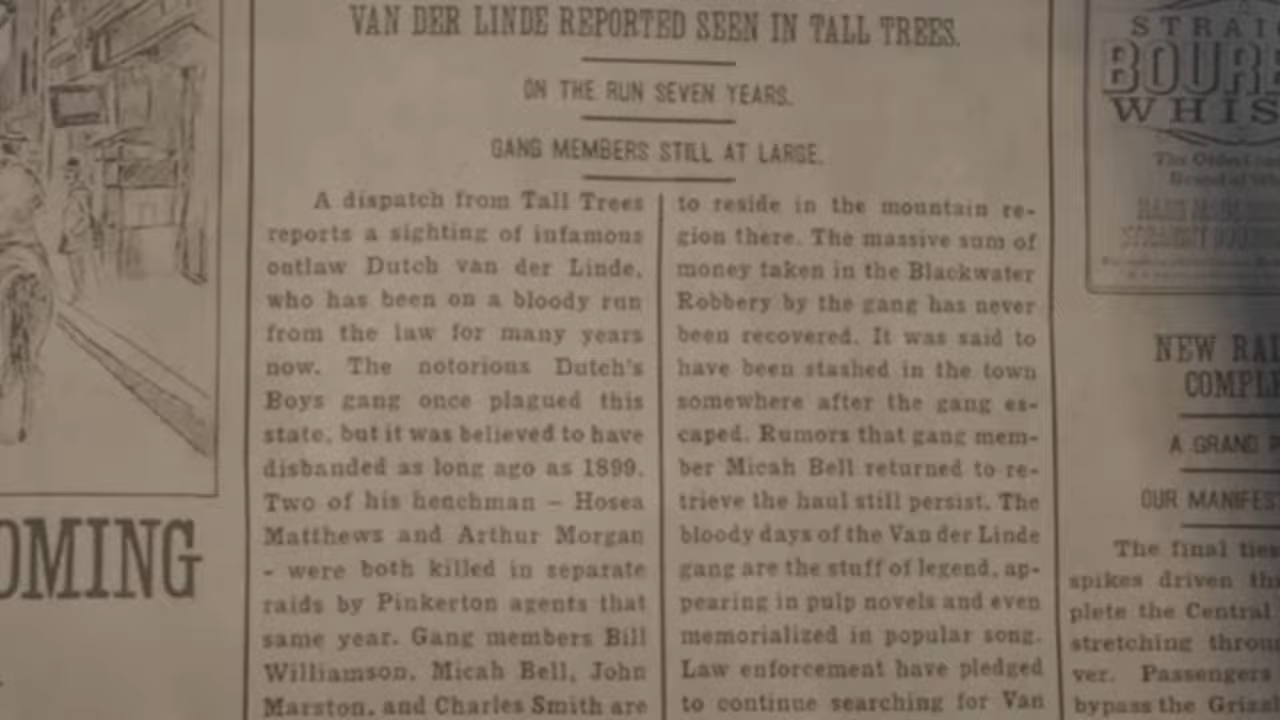 VAN DER LINDE REPORTED SEEN IN TALL TREES.
ON THE RUN SEVEN YEARS.
GANG MEMBERS STILL AT LARGE.
A dispatch from Tall Trees
reports a sighting of infamous
outlaw Dutch van der Linde,
who has been on a bloody run
from the law for many years
now. The notorious Dutch's
Boys gang once plagued this
state, but it was believed to have
disbanded as long ago as 1899.
Two of his henchman – Hosea
Matthews and Arthur Morgan
- were both killed in separate
raids by Pinkerton agents that
same year. Gang members Bill
Williamson, Micah Bell, John
Marston, and Charles Smith are
to reside in the mountain re-
gion there. The massive sum of
money taken in the Blackwater
Robbery by the gang has never
been recovered. It was said to
have been stashed in the town
somewhere after the gang es-
caped. Rumors that gang mem-
ber Micah Bell returned to re-
trieve the haul still persist. The
bloody days of the Van der Linde
gang are the stuff of legend, ap-
pearing in pulp novels and even
memorialized in popular song.
Law enforcement have pledged
to continue searching for Van
OMING
STRAIG
BOURB
WHIS
The Oldest
Brand of
NEW RAI
COMPLE
A GRAND
OUR MANIFES
The final ties
spikes driven
plete the Central
stretching throu
ver. Passengers
bypass the Grizzl